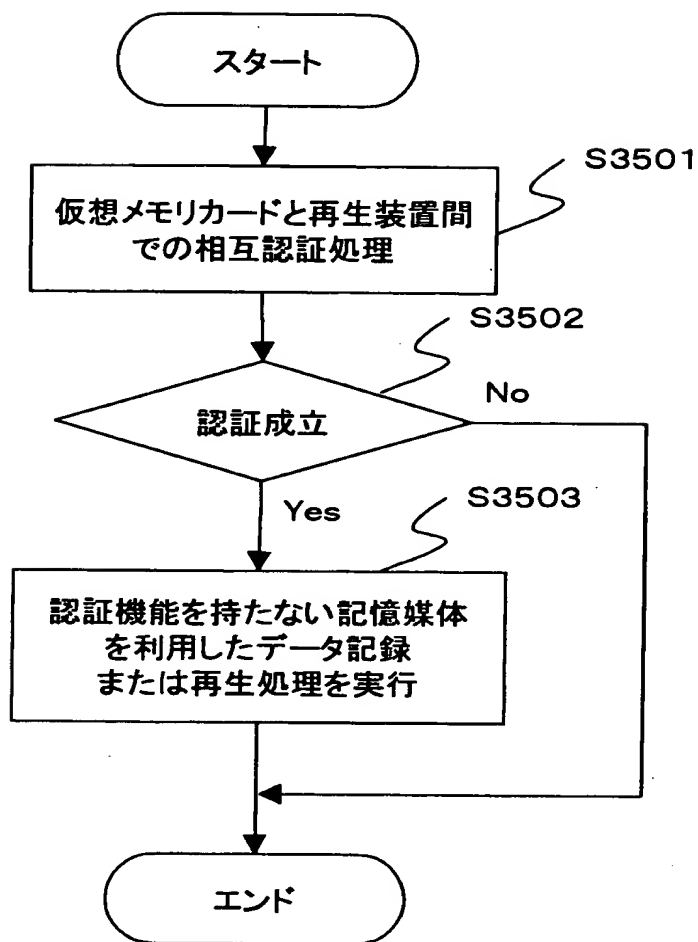 スタート
S3501
仮想メモリカードと再生装置間
での相互認証処理
S3502
認証成立
No
Yes
S3503
認証機能を持たない記憶媒体
を利用したデータ記録
または再生処理を実行
エンド